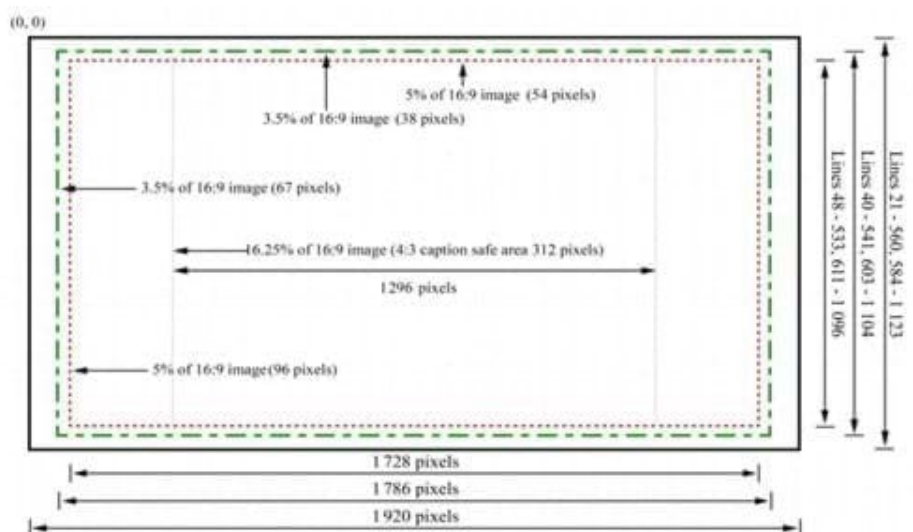 (0, 0)
5% of 16:9 image (54 pixels)
3.5% of 16:9 image (38 pixels)
3.5% of 16:9 image (67 pixels)
16.25% of 16:9 image (4:3 caption safe area 312 pixels)
1296 pixels
5% of 16:9 image (96 pixels)
Lines 48 - 533, 611 - 1 096
Lines 40 - 541, 603 - 1 104
Lines 21 - 560, 584 - 1 123
1 728 pixels
1 786 pixels
1 920 pixels